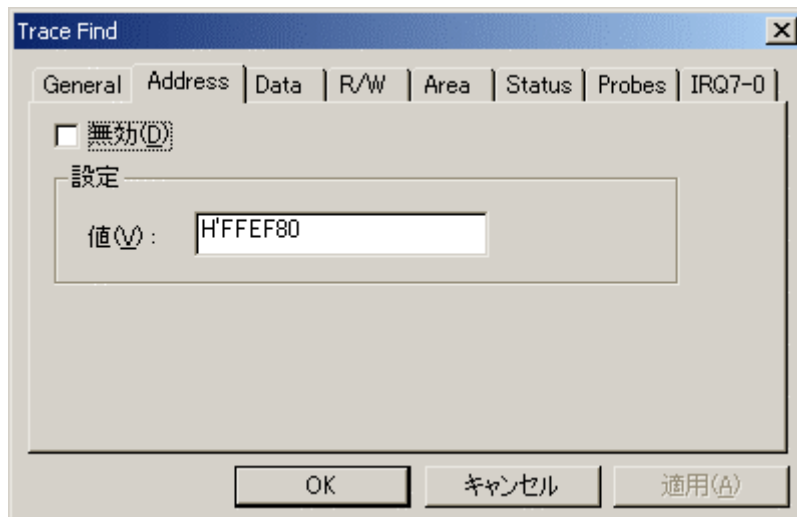 Trace Find
General Address Data R/W Area Status Probes IRQ7-0
無効(D)
設定
値(V):
H'FFEF80
OK キャンセル 適用(A)